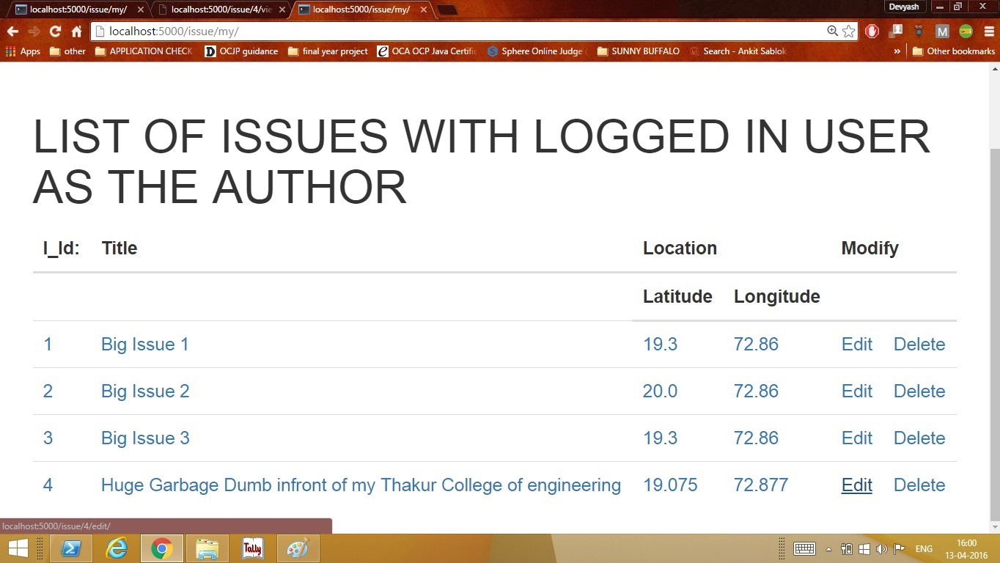 localhost:5000/issue/my/
localhost:5000/issue/4/vie
localhost:5000/issue/my/
Devyash
localhost:5000/issue/my/
Apps
other
APPLICATION CHECK
D OCJP guidance
final year project
OCA OCP Java Certific
Sphere Online Judge
SUNNY BUFFALO
Search - Ankit Sablok
»
Other bookmarks
M
LIST OF ISSUES WITH LOGGED IN USER
AS THE AUTHOR
I_Id: Title Location Modify
Latitude Longitude
1 Big Issue 1 19.3 72.86 Edit Delete
2 Big Issue 2 20.0 72.86 Edit Delete
3 Big Issue 3 19.3 72.86 Edit Delete
4 Huge Garbage Dumb infront of my Thakur College of engineering 19.075 72.877 Edit Delete
localhost:5000/issue/4/edit/
Tally
ENG
16:00
13-04-2016